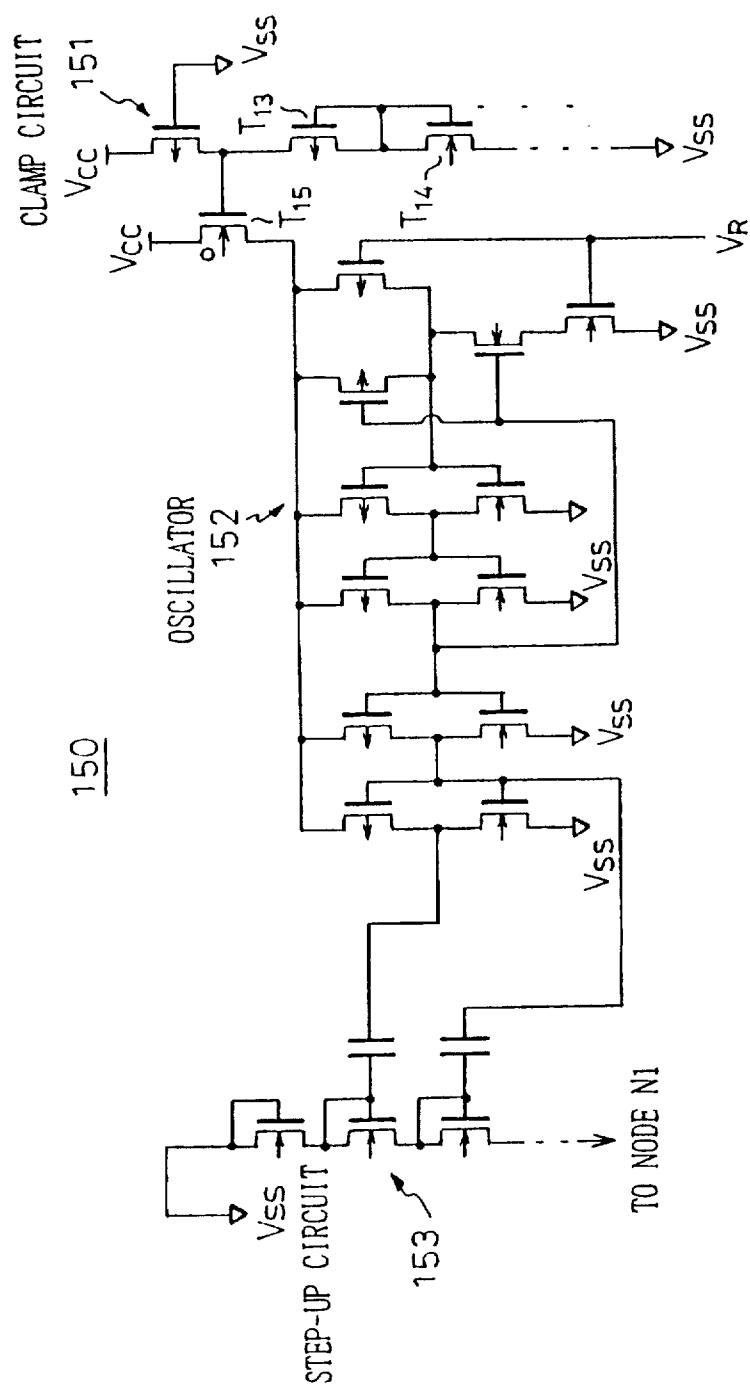 CLAMP CIRCUIT
151
VCC
VSS
VCC
150
OSCILLATOR
152
T13
T15
T14
VSS
STEP-UP CIRCUIT
153
VSS
VSS
VSS
VSS
VSS
VR
TO NODE N1